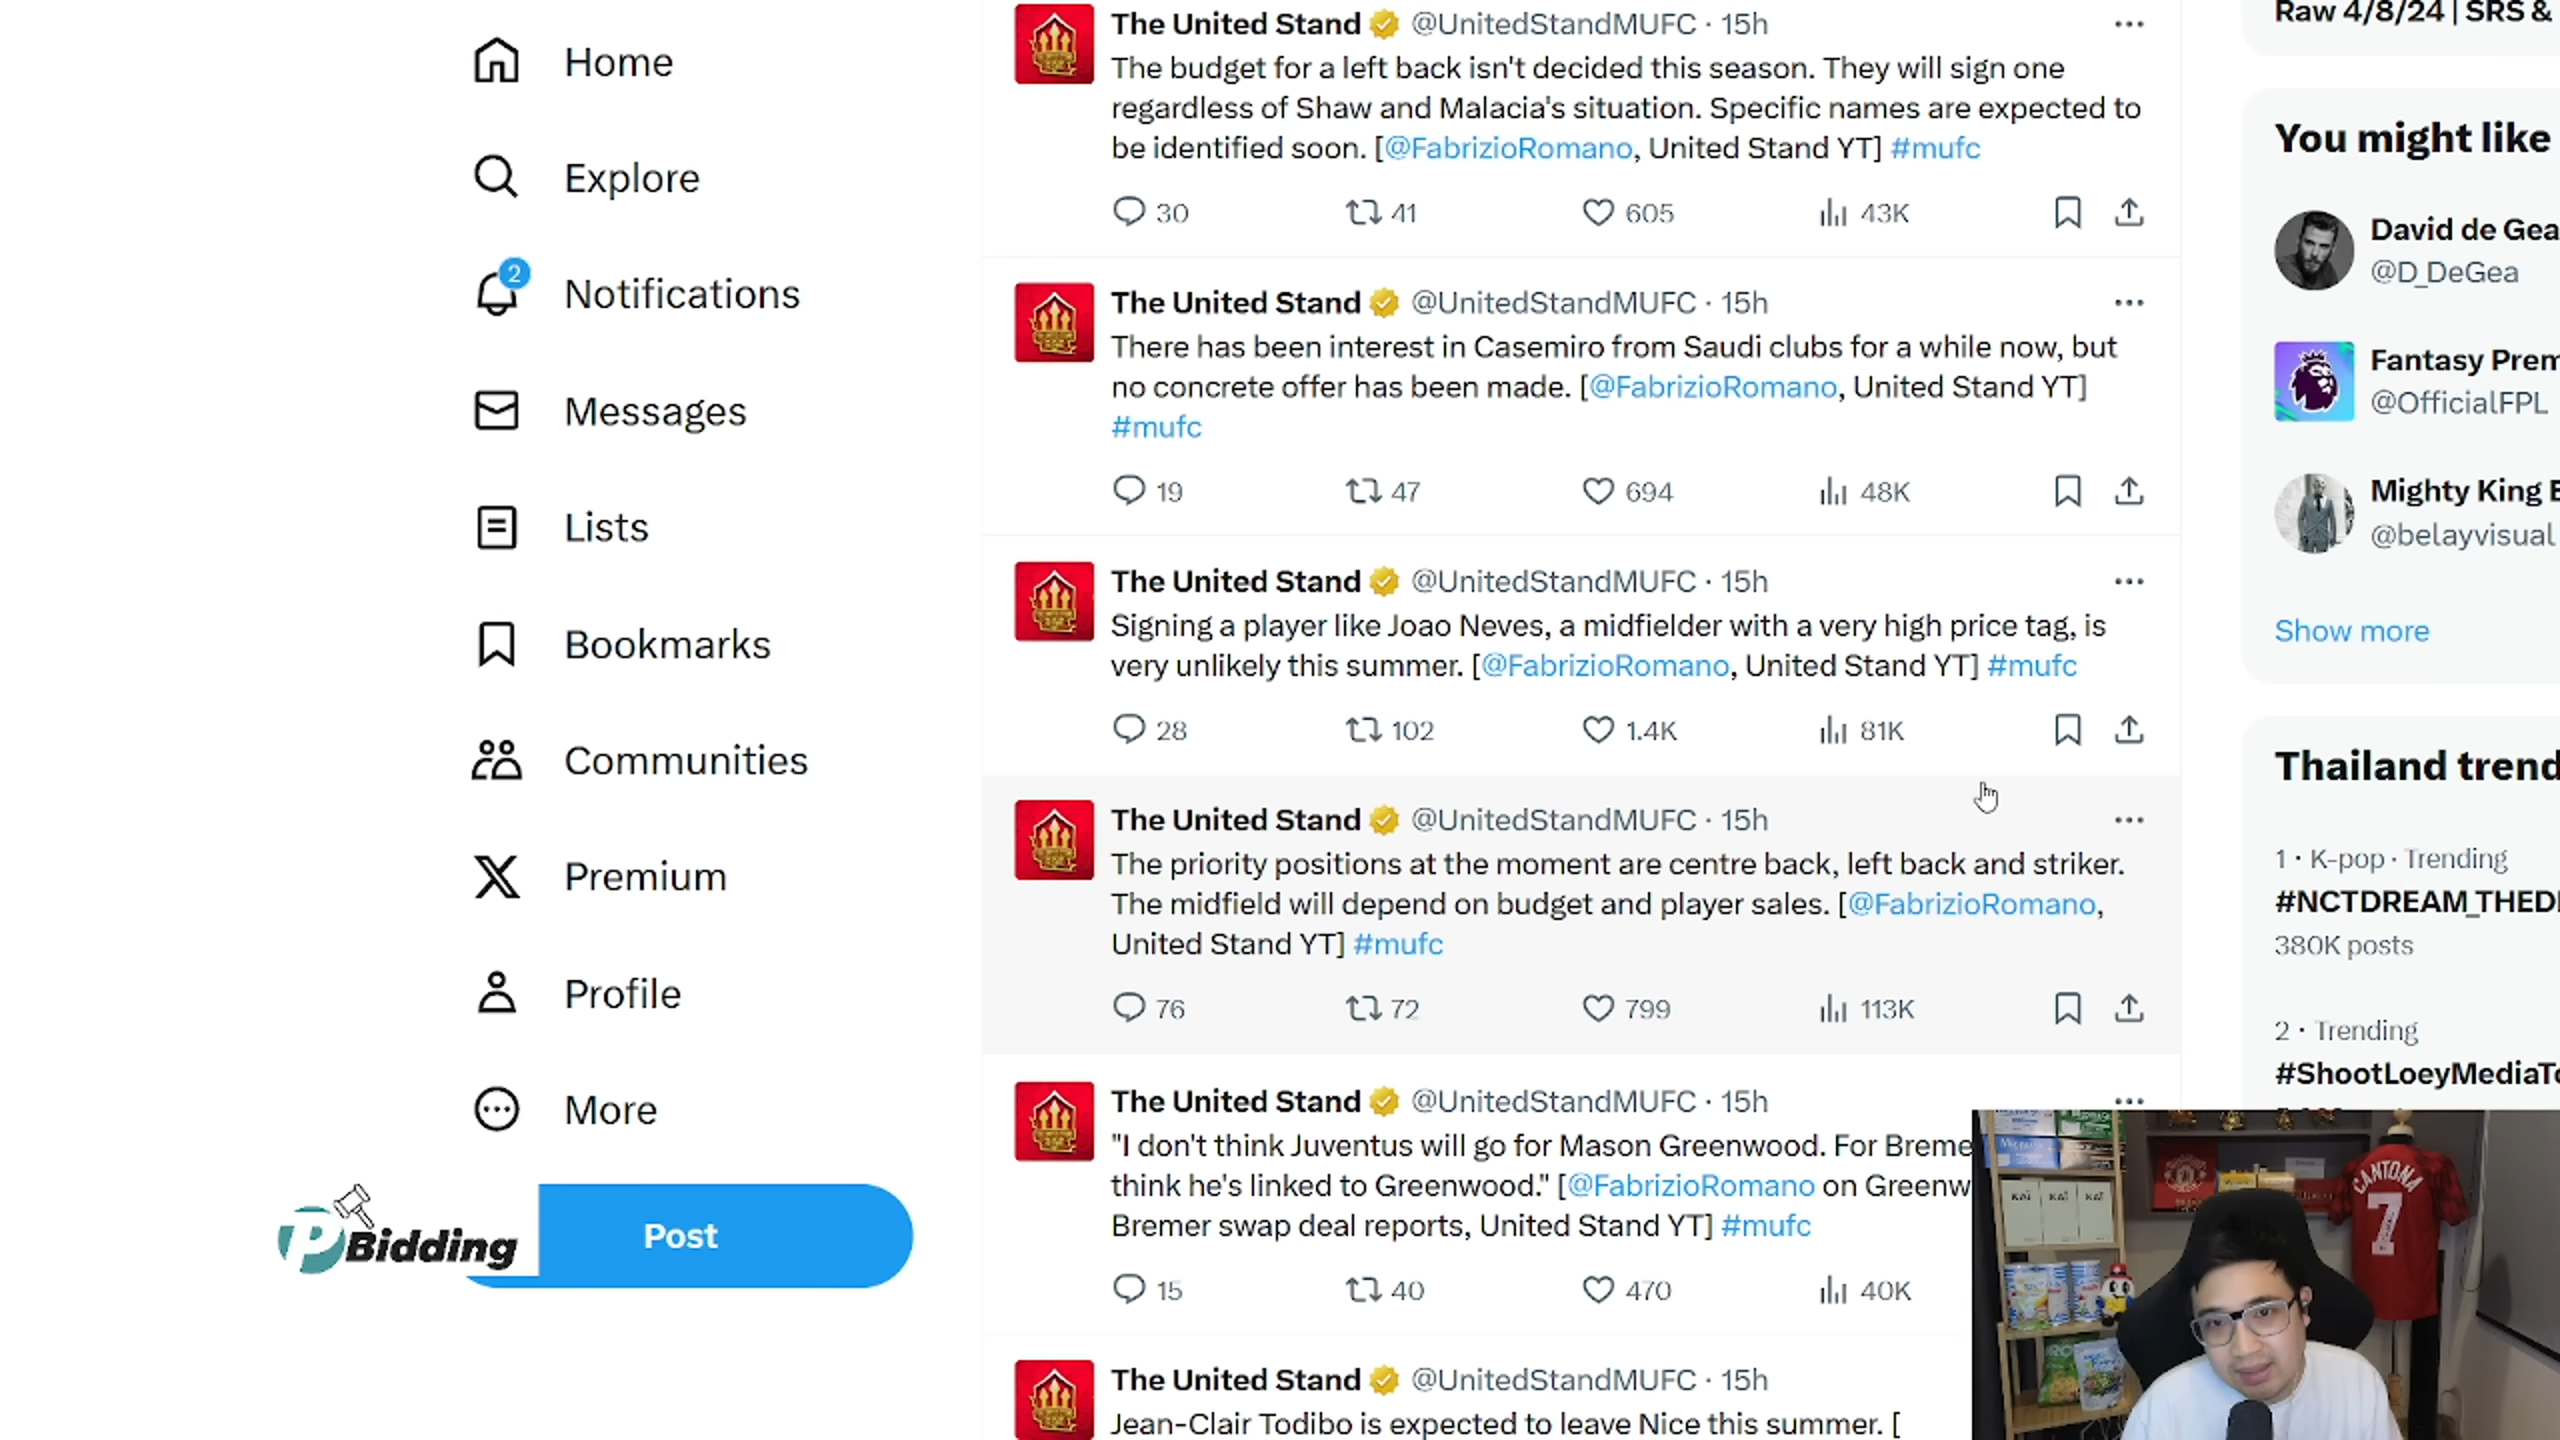 Home
Explore
2
Notifications
Messages
Lists
Bookmarks
Communities
Premium
Profile
More
Post
P Bidding
The United Stand @UnitedStandMUFC · 15h
The budget for a left back isn't decided this season. They will sign one
regardless of Shaw and Malacia's situation. Specific names are expected to
be identified soon. [@FabrizioRomano, United Stand YT] #mufc
30 41 605 43K
The United Stand @UnitedStandMUFC · 15h
There has been interest in Casemiro from Saudi clubs for a while now, but
no concrete offer has been made. [@FabrizioRomano, United Stand YT]
#mufc
19 47 694 48K
The United Stand @UnitedStandMUFC · 15h
Signing a player like Joao Neves, a midfielder with a very high price tag, is
very unlikely this summer. [@FabrizioRomano, United Stand YT] #mufc
28 102 1.4K 81K
The United Stand @UnitedStandMUFC · 15h
The priority positions at the moment are centre back, left back and striker.
The midfield will depend on budget and player sales. [@FabrizioRomano,
United Stand YT] #mufc
76 72 799 113K
The United Stand @UnitedStandMUFC · 15h
"I don't think Juventus will go for Mason Greenwood. For Breme
think he's linked to Greenwood." [@FabrizioRomano on Greenw
Bremer swap deal reports, United Stand YT] #mufc
15 40 470 40K
The United Stand @UnitedStandMUFC · 15h
Jean-Clair Todibo is expected to leave Nice this summer. [
Raw 4/8/24 | SRS &
You might like
David de Gea
@D_DeGea
Fantasy Prem
@OfficialFPL
Mighty King B
@belayvisual
Show more
Thailand trend
1 · K-pop · Trending
#NCTDREAM_THED
380K posts
2 · Trending
#ShootLoeyMediaTo
CANTONA
7
KAI KAI KAI